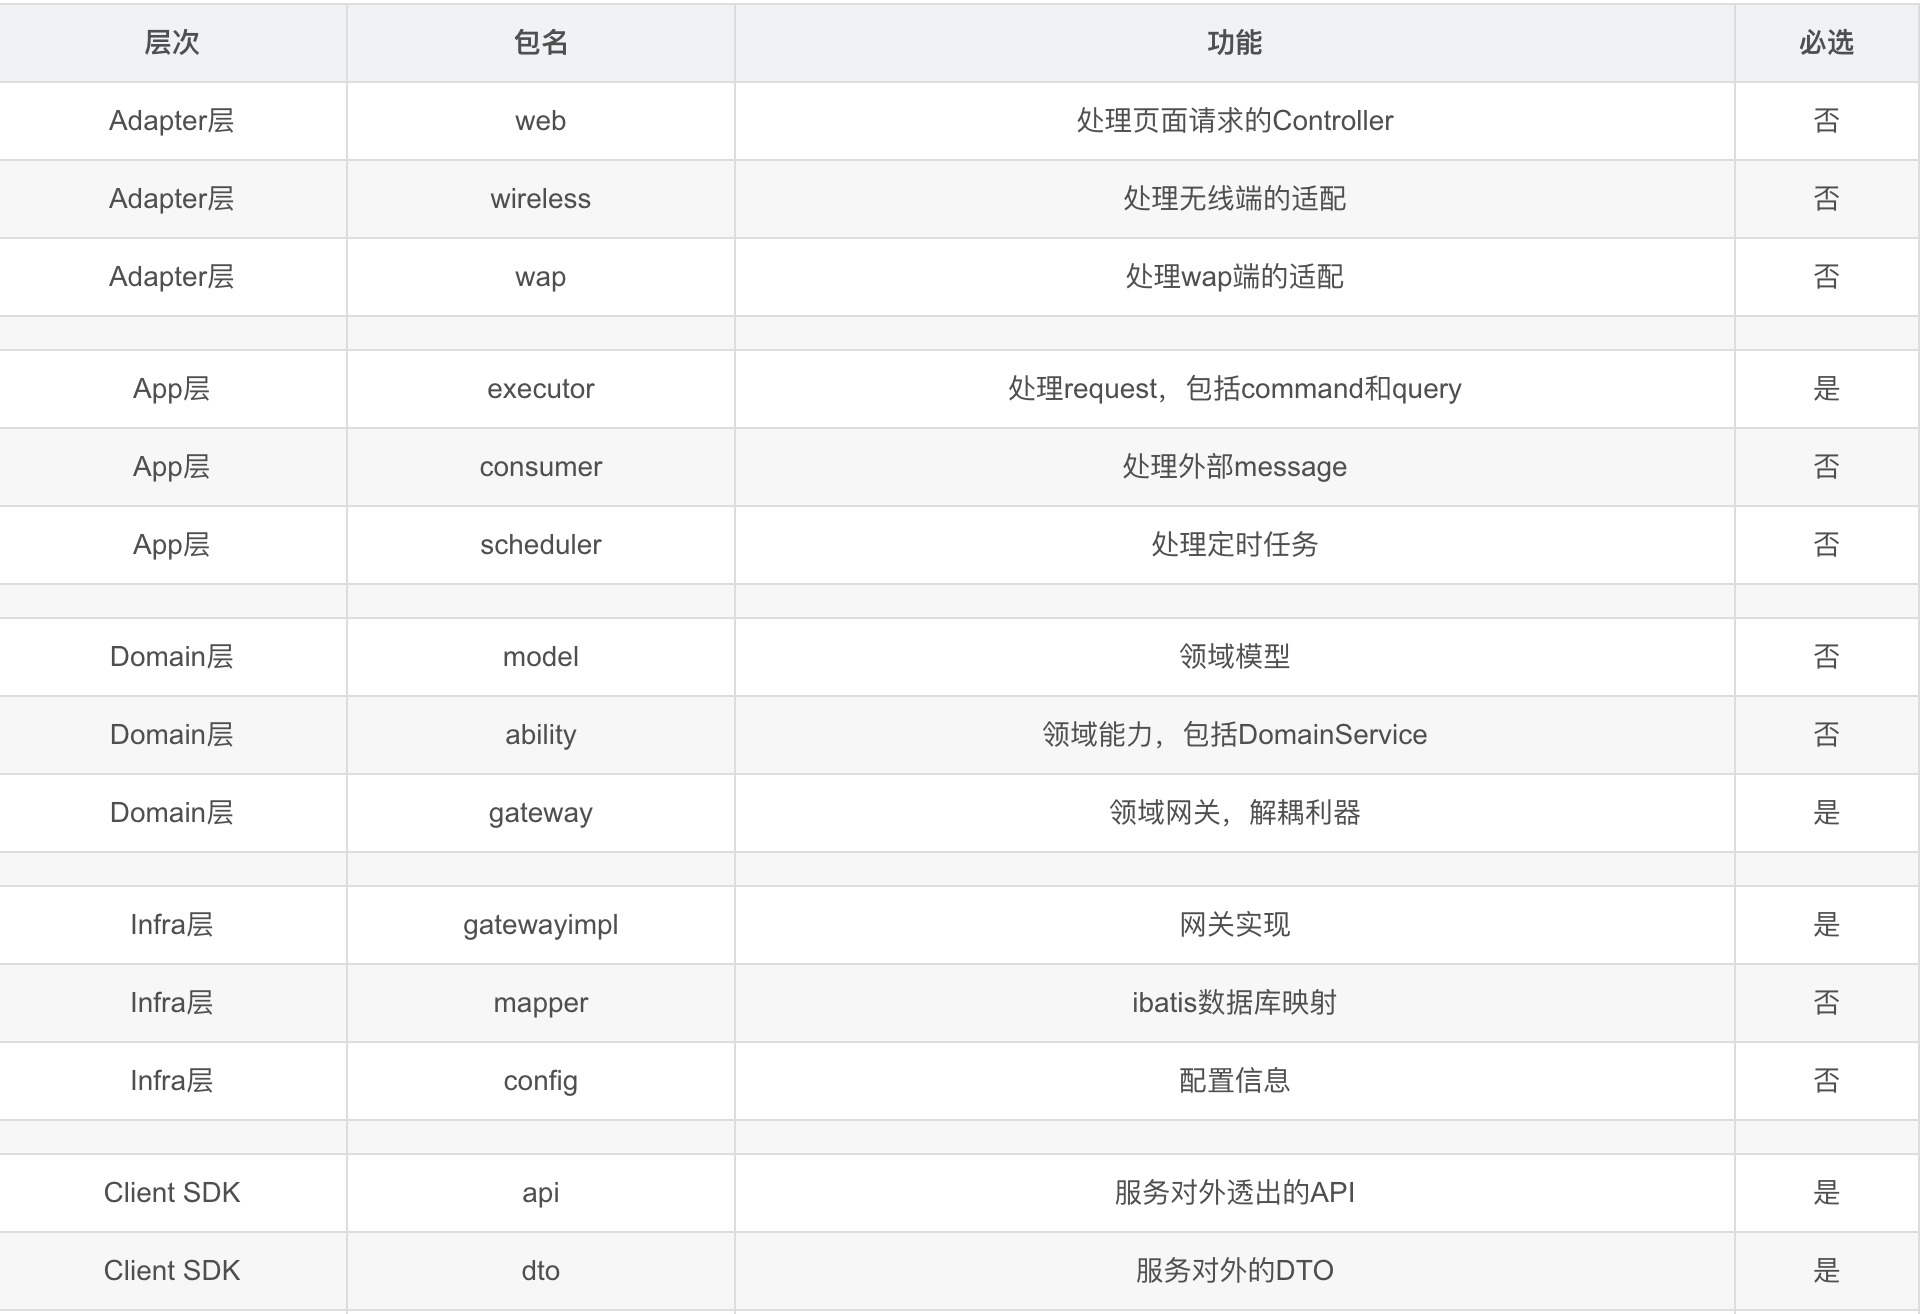 层次 包名 功能 必选
Adapter层 web 处理页面请求的Controller 否
Adapter层 wireless 处理无线端的适配 否
Adapter层 wap 处理wap端的适配 否
App层 executor 处理request，包括command和query 是
App层 consumer 处理外部message 否
App层 scheduler 处理定时任务 否
Domain层 model 领域模型 否
Domain层 ability 领域能力，包括DomainService 否
Domain层 gateway 领域网关，解耦利器 是
Infra层 gatewayimpl 网关实现 是
Infra层 mapper ibatis数据库映射 否
Infra层 config 配置信息 否
Client SDK api 服务对外透出的API 是
Client SDK dto 服务对外的DTO 是